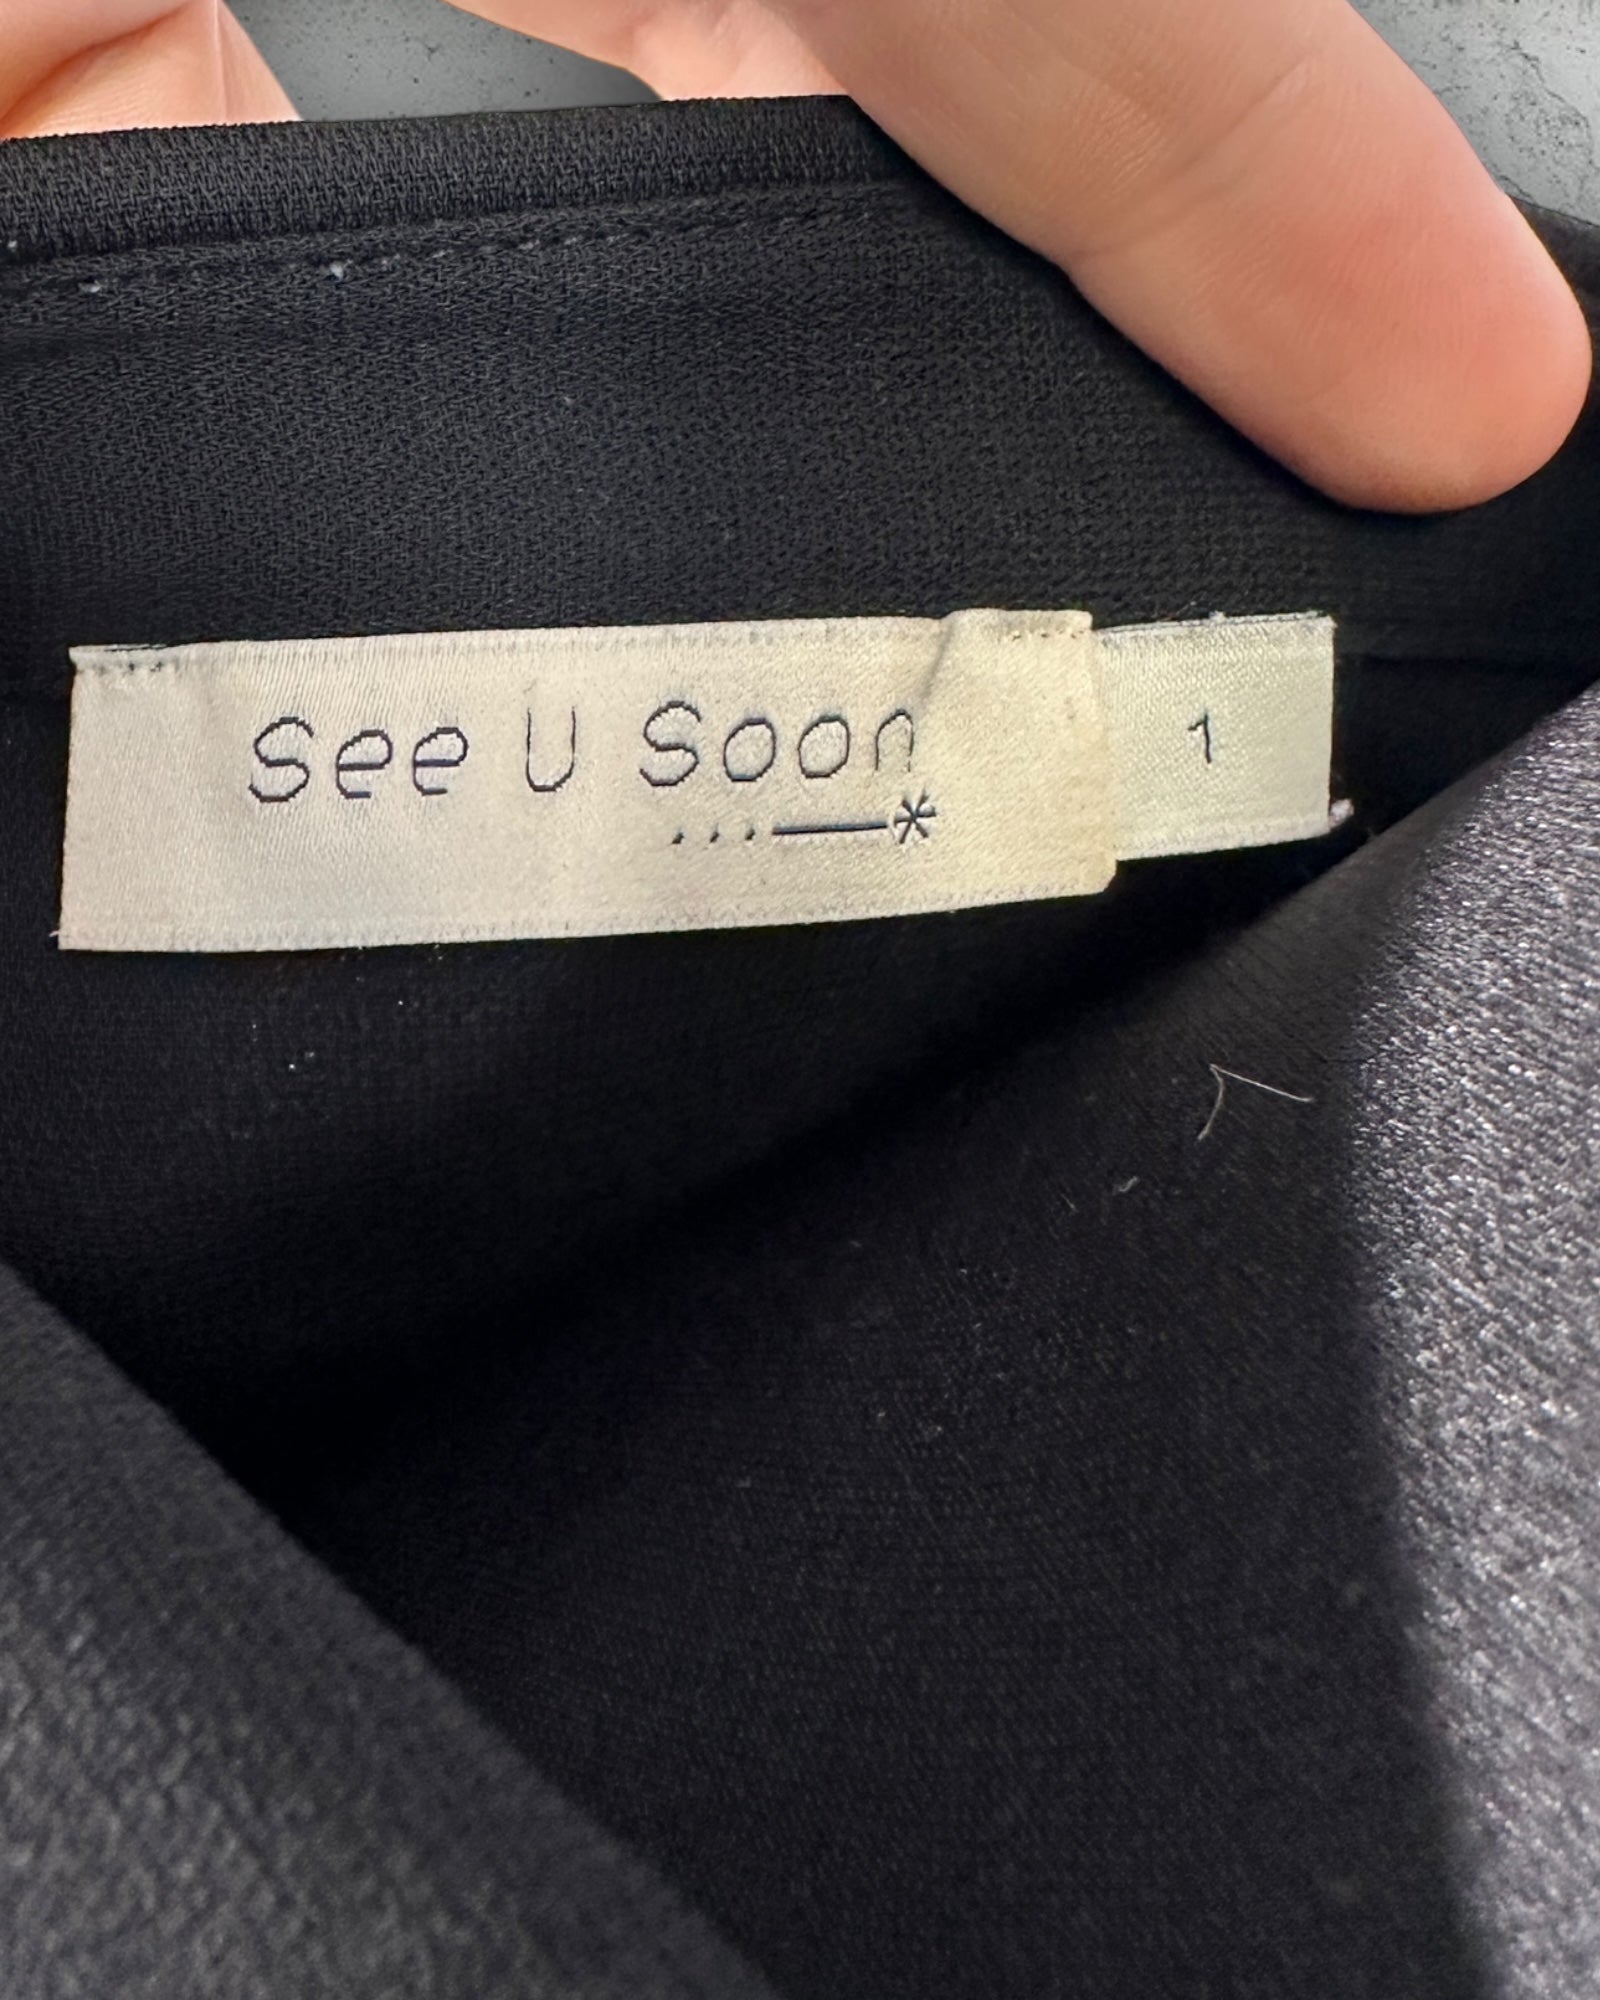 See U Soon
...—*
1